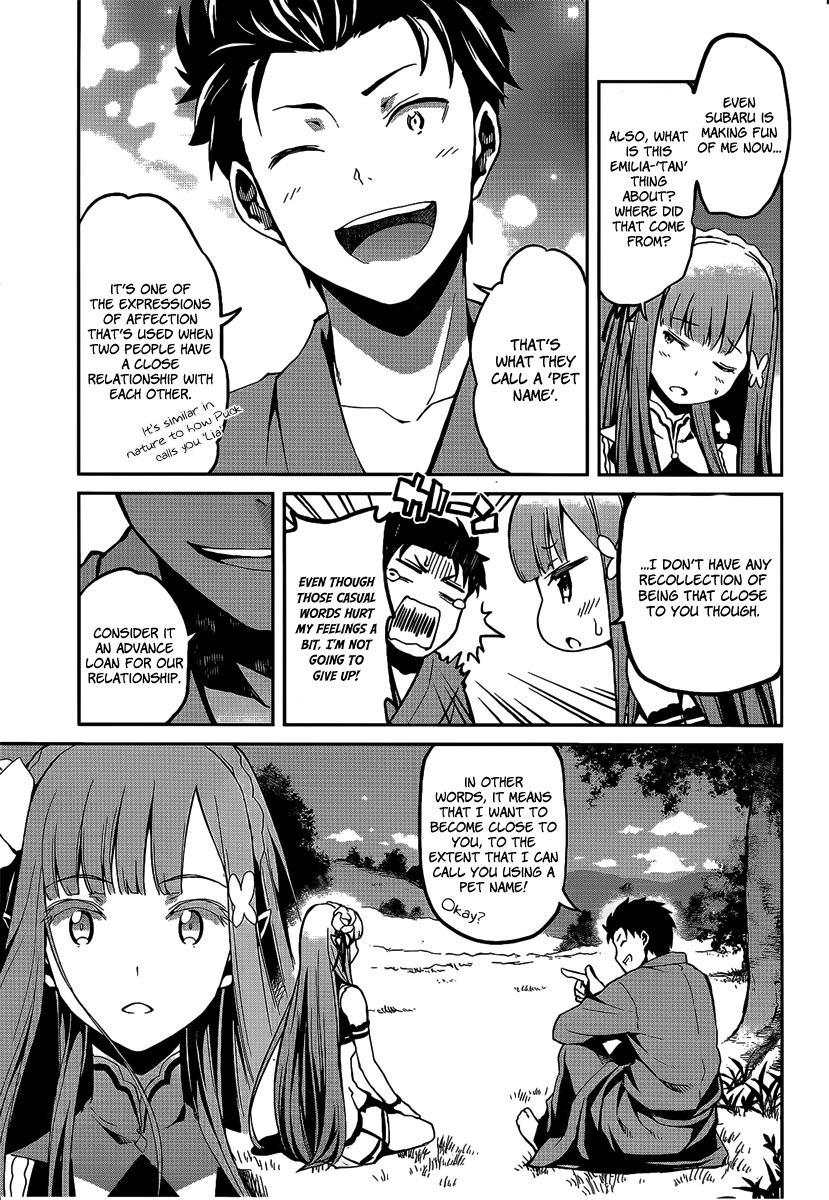 EVEN
SUBARU IS
MAKING FUN
OF ME NOW...
ALSO, WHAT
IS THIS
EMILIA-'TAN'
THING
ABOUT?
WHERE DID
THAT COME
FROM?
THAT'S
WHAT THEY
CALL A 'PET
NAME'.
IT'S ONE OF
THE EXPRESSIONS
OF AFFECTION
THAT'S USED WHEN
TWO PEOPLE HAVE
A CLOSE
RELATIONSHIP WITH
EACH OTHER.
It's similar in
nature to how Puck
calls you 'Lia'
...I DON'T HAVE ANY
RECOLLECTION OF
BEING THAT CLOSE
TO YOU THOUGH.
ガーン
EVEN THOUGH
THOSE CASUAL
WORDS HURT
MY FEELINGS A
BIT, I'M NOT
GOING TO
GIVE UP!
CONSIDER IT
AN ADVANCE
LOAN FOR OUR
RELATIONSHIP.
IN OTHER
WORDS, IT MEANS
THAT I WANT TO
BECOME CLOSE TO
YOU, TO THE
EXTENT THAT I CAN
CALL YOU USING A
PET NAME!
Okay?